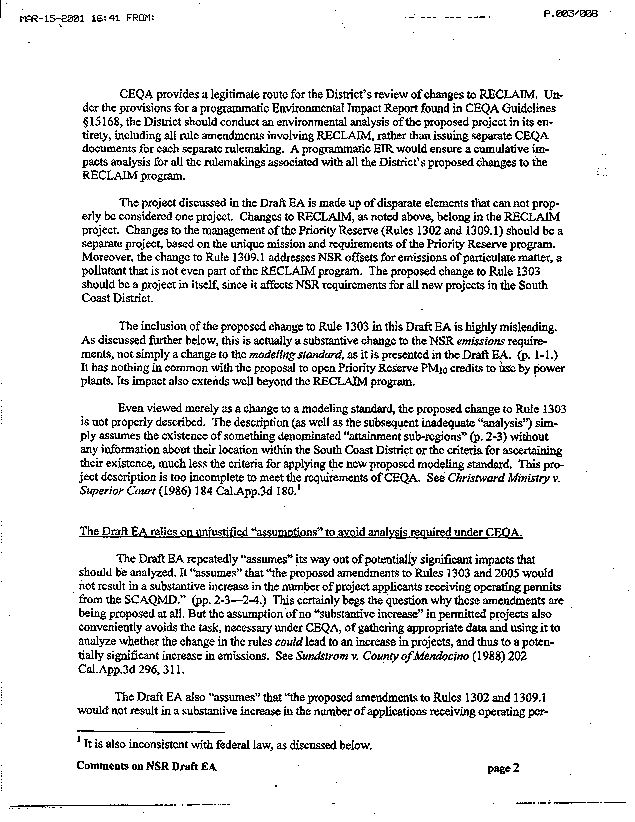 MAR-15-2001 16:41 FROM:
P.003/008
CEQA provides a legitimate route for the District's review of changes to RECLAIM. Un-
der the provisions for a programmatic Environmental Impact Report found in CEQA Guidelines
§15168, the District should conduct an environmental analysis of the proposed project in its en-
tirety, including all rule amendments involving RECLAIM, rather than issuing separate CEQA
documents for each separate rulemaking. A programmatic EIR would ensure a cumulative im-
pacts analysis for all the rulemakings associated with all the District's proposed changes to the
RECLAIM program.
The project discussed in the Draft EA is made up of disparate elements that can not prop-
erly be considered one project. Changes to RECLAIM, as noted above, belong in the RECLAIM
project. Changes to the management of the Priority Reserve (Rules 1302 and 1309.1) should be a
separate project, based on the unique mission and requirements of the Priority Reserve program.
Moreover, the change to Rule 1309.1 addresses NSR offsets for emissions of particulate matter, a
pollutant that is not even part of the RECLAIM program. The proposed change to Rule 1303
should be a project in itself, since it affects NSR requirements for all new projects in the South
Coast District.
The inclusion of the proposed change to Rule 1303 in this Draft EA is highly misleading.
As discussed further below, this is actually a substantive change to the NSR emissions require-
ments, not simply a change to the modeling standard, as it is presented in the Draft EA. (p. 1-1.)
It has nothing in common with the proposal to open Priority Reserve PM10 credits to use by power
plants. Its impact also extends well beyond the RECLAIM program.
Even viewed merely as a change to a modeling standard, the proposed change to Rule 1303
is not properly described. The description (as well as the subsequent inadequate "analysis") sim-
ply assumes the existence of something denominated "attainment sub-regions" (p. 2-3) without
any information about their location within the South Coast District or the criteria for ascertaining
their existence, much less the criteria for applying the new proposed modeling standard. This pro-
ject description is too incomplete to meet the requirements of CEQA. See Christward Ministry v.
Superior Court (1986) 184 Cal.App.3d 180.1
The Draft EA relies on unjustified "assumptions" to avoid analysis required under CEQA.
The Draft EA repeatedly "assumes" its way out of potentially significant impacts that
should be analyzed. It "assumes" that "the proposed amendments to Rules 1303 and 2005 would
not result in a substantive increase in the number of project applicants receiving operating permits
from the SCAQMD." (pp. 2-3—2-4.) This certainly begs the question why these amendments are
being proposed at all. But the assumption of no "substantive increase" in permitted projects also
conveniently avoids the task, necessary under CEQA, of gathering appropriate data and using it to
analyze whether the change in the rules could lead to an increase in projects, and thus to a poten-
tially significant increase in emissions. See Sundstrom v. County of Mendocino (1988) 202
Cal.App.3d 296, 311.
The Draft EA also "assumes" that "the proposed amendments to Rules 1302 and 1309.1
would not result in a substantive increase in the number of applications receiving operating per-
1 It is also inconsistent with federal law, as discussed below.
Comments on NSR Draft EA
page 2